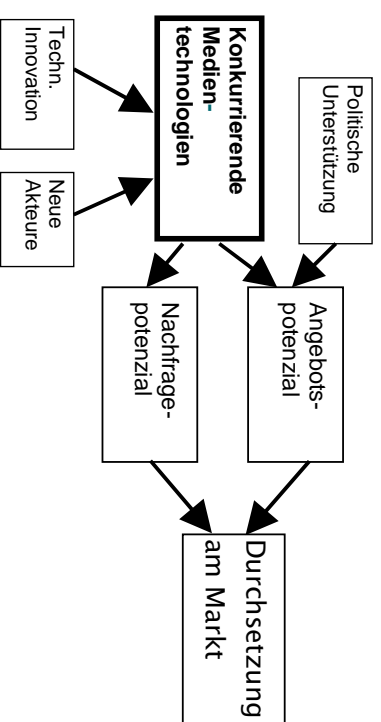 Politische
Unterstützung
Konkurrierende
Medien-
technologien
Techn.
Innovation
Neue
Akteure
Angebots-
potenzial
Nachfrage-
potenzial
Durchsetzung
am Markt